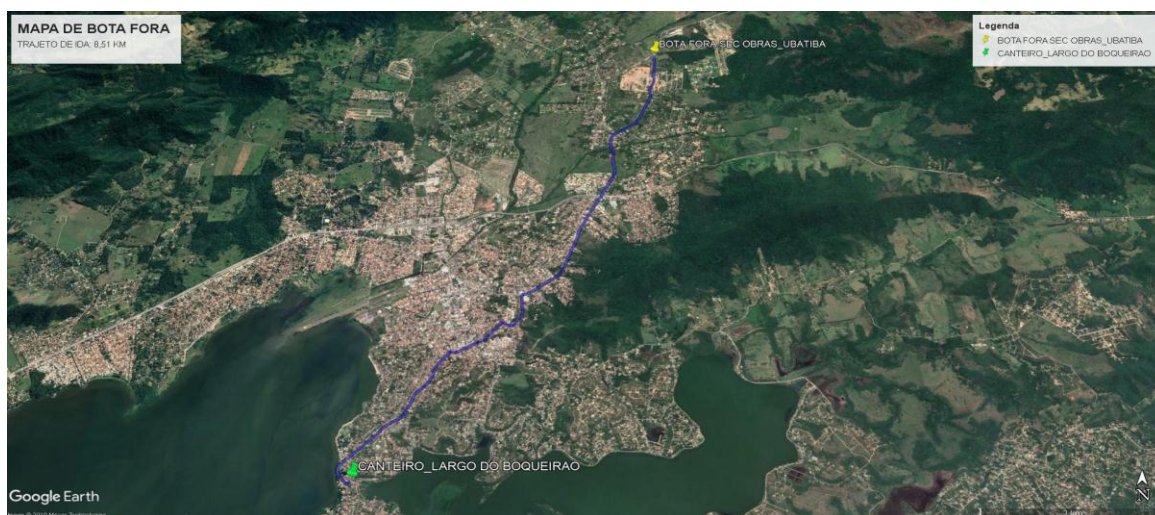 MAPA DE BOTA FORA
TRAJETO DE IDA: 8,51 KM
Legenda
BOTA FORA SEC OBRAS_UBATIBA
CANTEIRO_LARGO DO BOQUEIRAO
BOTA FORA SEC OBRAS_UBATIBA
CANTEIRO_LARGO DO BOQUEIRAO
Google Earth
N